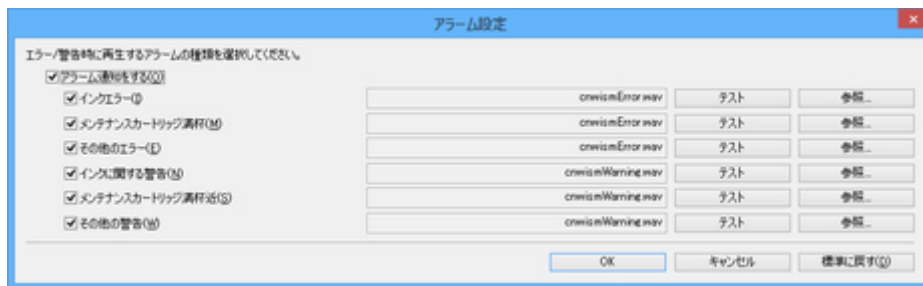 アラーム設定
エラー/警告時に再生するアラームの種類を選択してください。
アラーム通知をする(O)
インクエラー(I) cnwismError.wav テスト 参照...
メンテナンスカートリッジ満杯(M) cnwismError.wav テスト 参照...
その他のエラー(E) cnwismError.wav テスト 参照...
インクに関する警告(N) cnwismWarning.wav テスト 参照...
メンテナンスカートリッジ満杯近(S) cnwismWarning.wav テスト 参照...
その他の警告(W) cnwismWarning.wav テスト 参照...
OK キャンセル 標準に戻す(D)